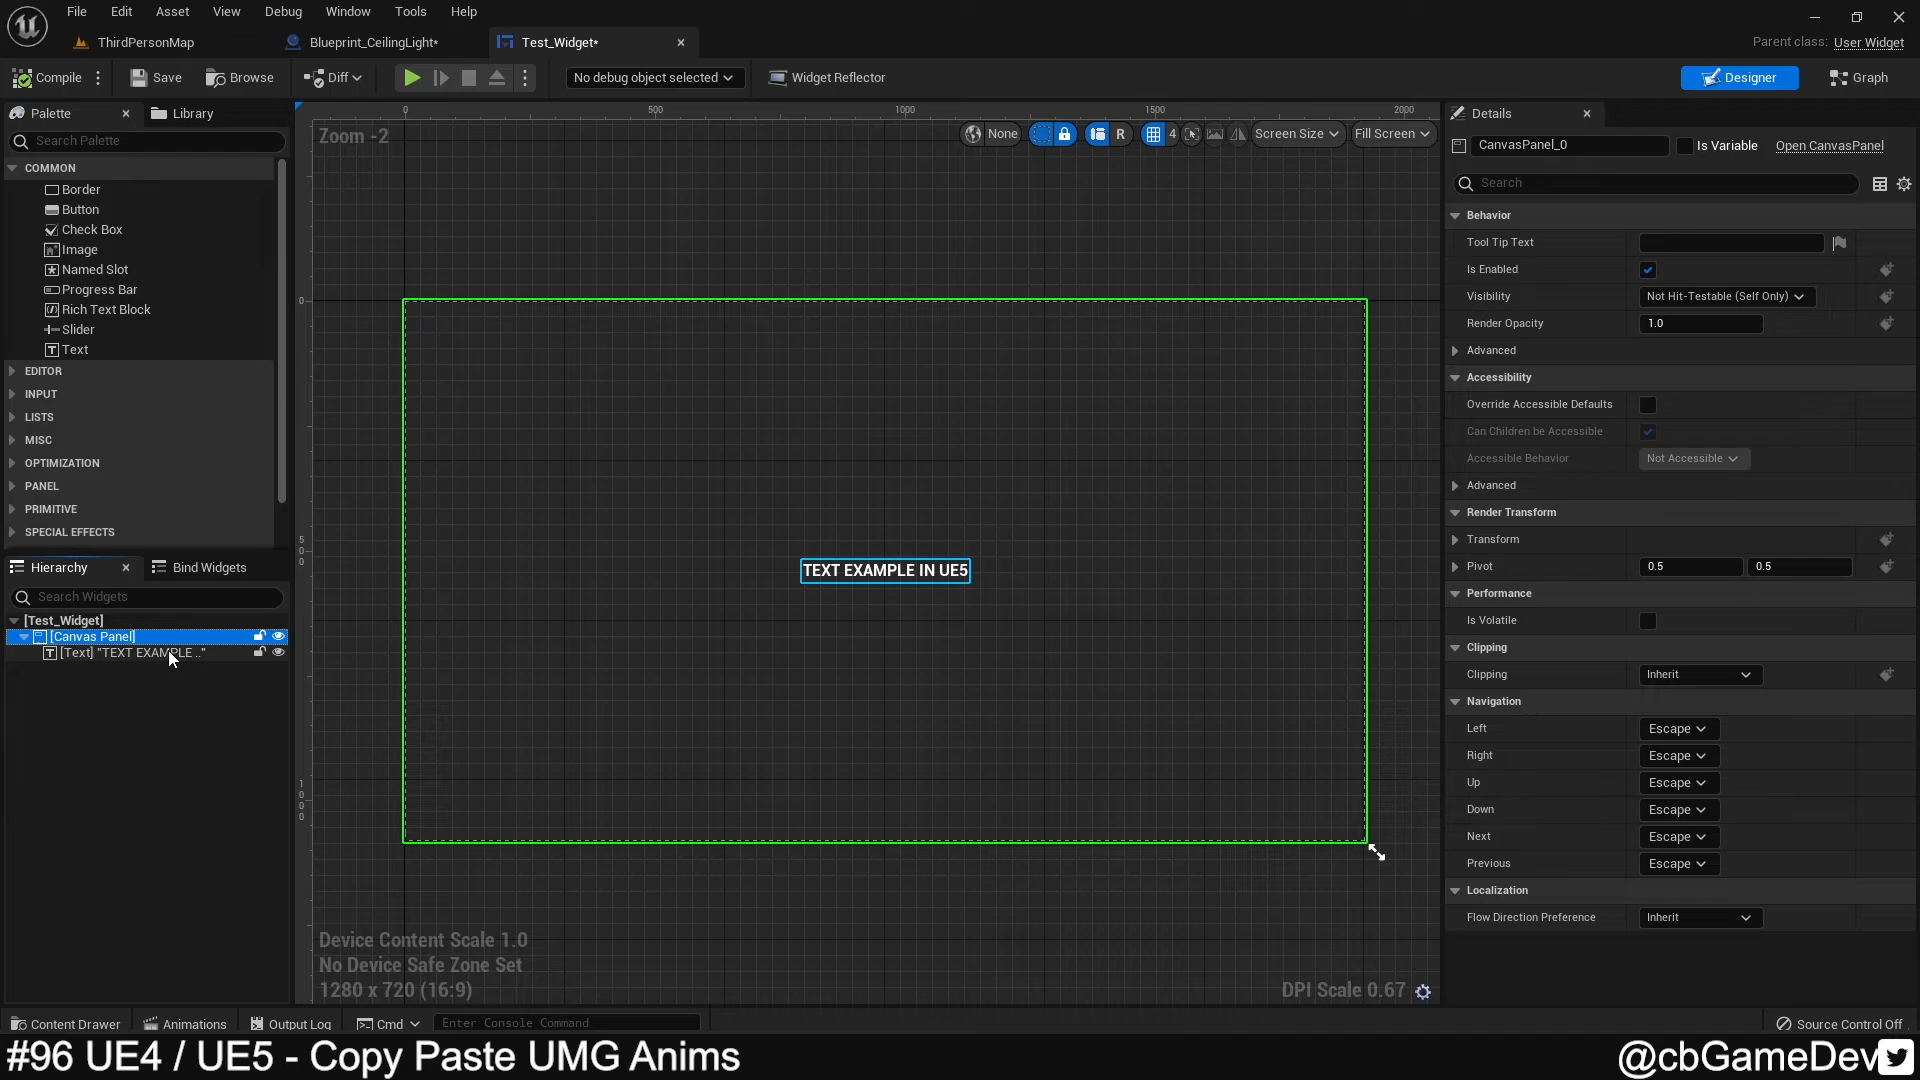 File Edit Asset View Debug Window Tools Help
ThirdPersonMap Blueprint_CeilingLight* Test_Widget*
Parent class: User Widget
Compile Save Browse Diff No debug object selected Widget Reflector Designer Graph
Palette Library
Search Palette
COMMON
Border
Button
Check Box
Image
Named Slot
Progress Bar
Rich Text Block
Slider
Text
EDITOR
INPUT
LISTS
MISC
OPTIMIZATION
PANEL
PRIMITIVE
SPECIAL EFFECTS
Hierarchy Bind Widgets
Search Widgets
[Test_Widget]
[Canvas Panel]
[Text] "TEXT EXAMPLE .."
0 500 1000 1500 2000
Zoom -2
None R 4 Screen Size Fill Screen
0
500
1000
TEXT EXAMPLE IN UE5
Device Content Scale 1.0
No Device Safe Zone Set
1280 x 720 (16:9)
DPI Scale 0.67
Details
CanvasPanel_0 Is Variable Open CanvasPanel
Search
Behavior
Tool Tip Text
Is Enabled
Visibility Not Hit-Testable (Self Only)
Render Opacity 1.0
Advanced
Accessibility
Override Accessible Defaults
Can Children be Accessible
Accessible Behavior Not Accessible
Advanced
Render Transform
Transform
Pivot 0.5 0.5
Performance
Is Volatile
Clipping
Clipping Inherit
Navigation
Left Escape
Right Escape
Up Escape
Down Escape
Next Escape
Previous Escape
Localization
Flow Direction Preference Inherit
Content Drawer Animations Output Log Cmd Enter Console Command Source Control Off
#96 UE4 / UE5 - Copy Paste UMG Anims @cbGameDev